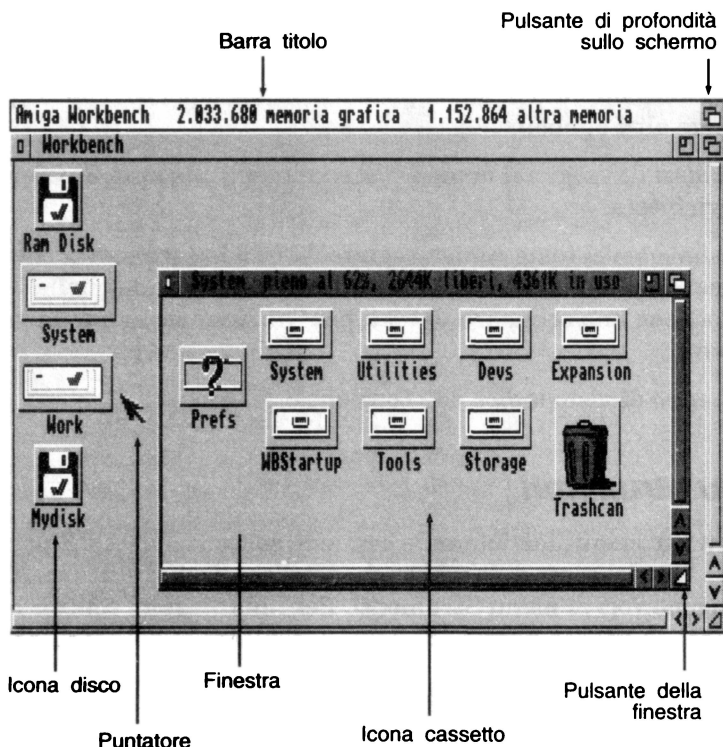 Pulsante di profondità
sullo schermo
Barra titolo
Amiga Workbench 2.033.680 memoria grafica 1.152.864 altra memoria
Workbench
Ram Disk
System, pieno al 62%, 2644K liberi, 4361K in uso
System
Work
Mydisk
Prefs
System
Utilities
Devs
Expansion
WBStartup
Tools
Storage
Trashcan
Icona disco
Puntatore
Finestra
Icona cassetto
Pulsante della
finestra